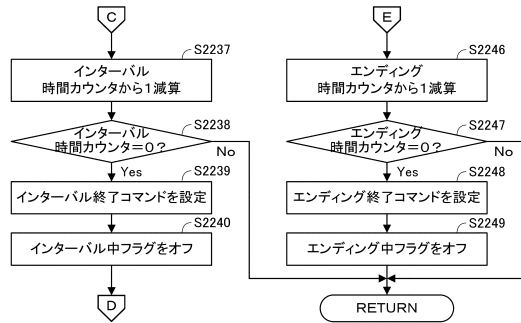 C
S2237
インターバル
時間カウンタから1減算
S2238
インターバル
時間カウンタ=0?
No
Yes
S2239
インターバル終了コマンドを設定
S2240
インターバル中フラグをオフ
D
E
S2246
エンディング
時間カウンタから1減算
S2247
エンディング
時間カウンタ=0?
No
Yes
S2248
エンディング終了コマンドを設定
S2249
エンディング中フラグをオフ
RETURN